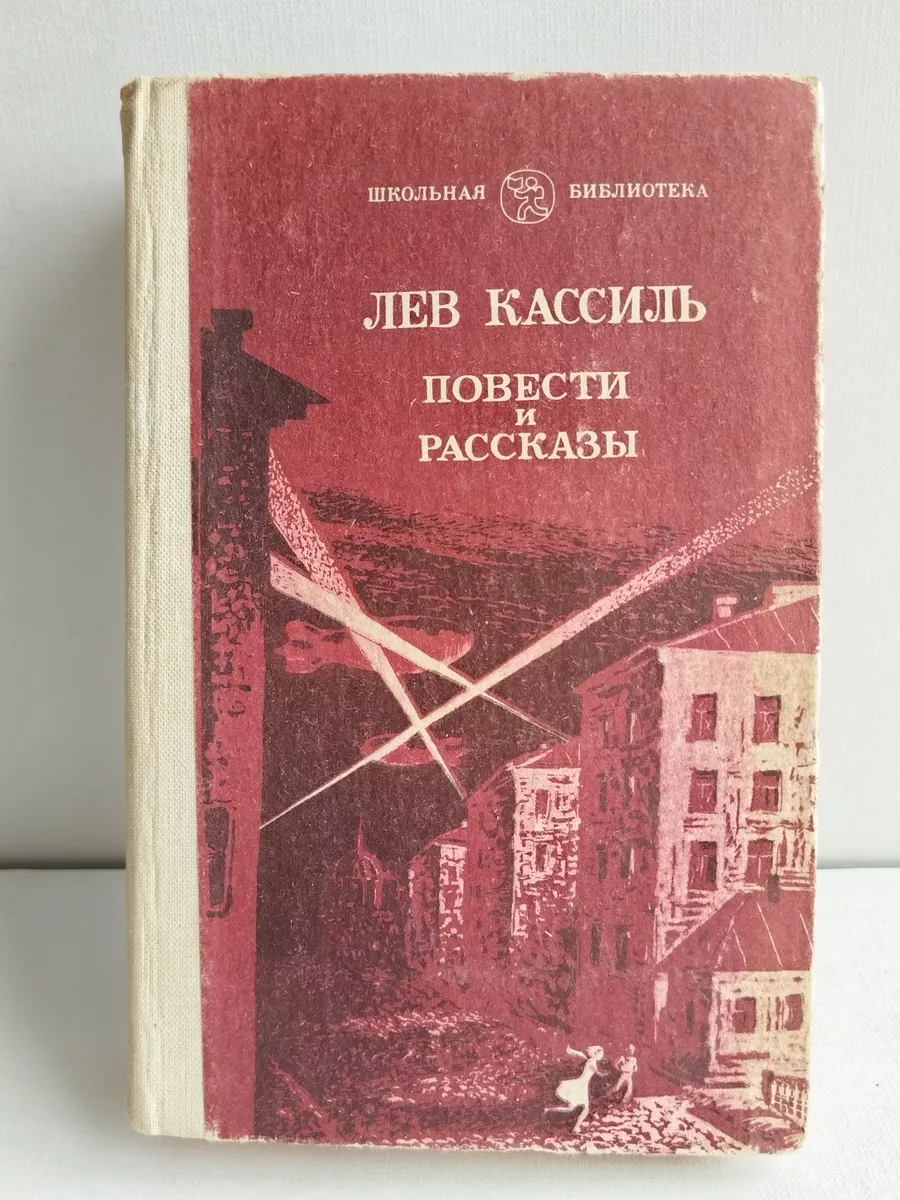 ШКОЛЬНАЯ БИБЛИОТЕКА
ЛЕВ КАССИЛЬ
ПОВЕСТИ
И
РАССКАЗЫ